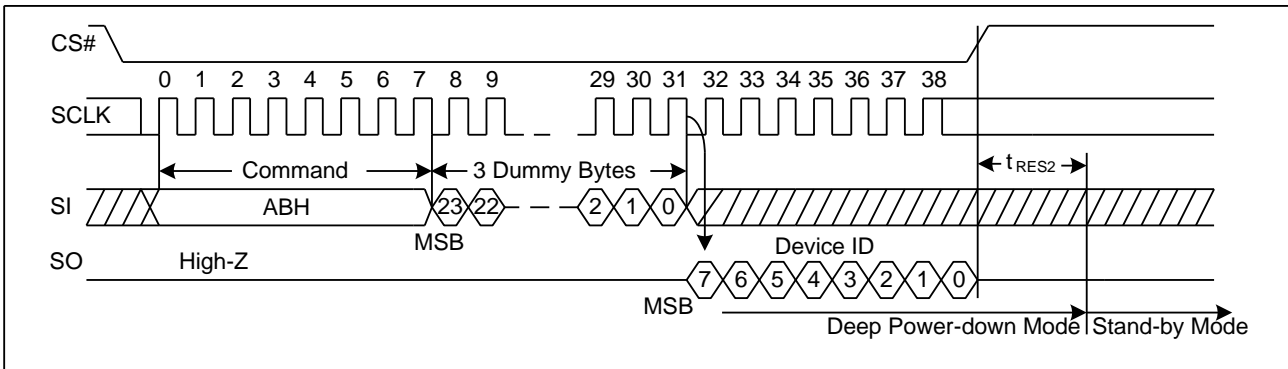 CS#
0 1 2 3 4 5 6 7 8 9 29 30 31 32 33 34 35 36 37 38
SCLK
Command 3 Dummy Bytes tRES2
SI ABH 23 22 2 1 0
MSB
SO High-Z Device ID
7 6 5 4 3 2 1 0
MSB
Deep Power-down Mode Stand-by Mode